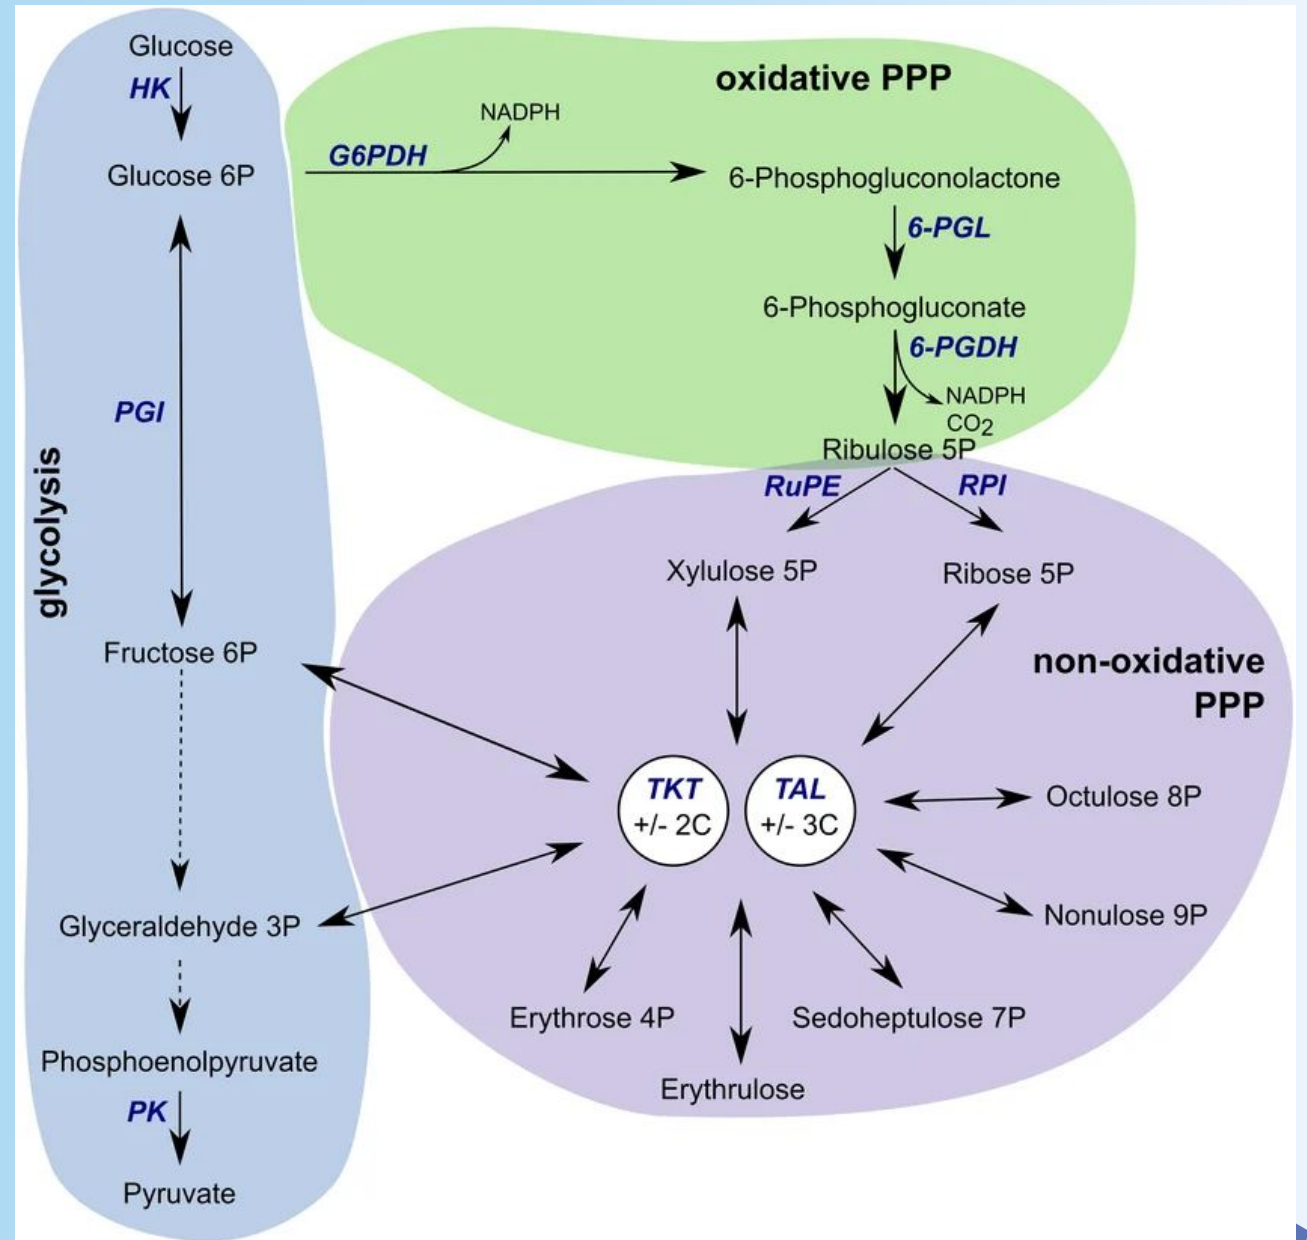 Glucose
HK
Glucose 6P
PGI
glycolysis
Fructose 6P
Glyceraldehyde 3P
Phosphoenolpyruvate
PK
Pyruvate
oxidative PPP
NADPH
G6PDH
6-Phosphogluconolactone
6-PGL
6-Phosphogluconate
6-PGDH
NADPH
CO2
Ribulose 5P
RuPE
RPI
Xylulose 5P
Ribose 5P
non-oxidative
PPP
TKT
+/- 2C
TAL
+/- 3C
Octulose 8P
Nonulose 9P
Erythrose 4P
Sedoheptulose 7P
Erythrulose